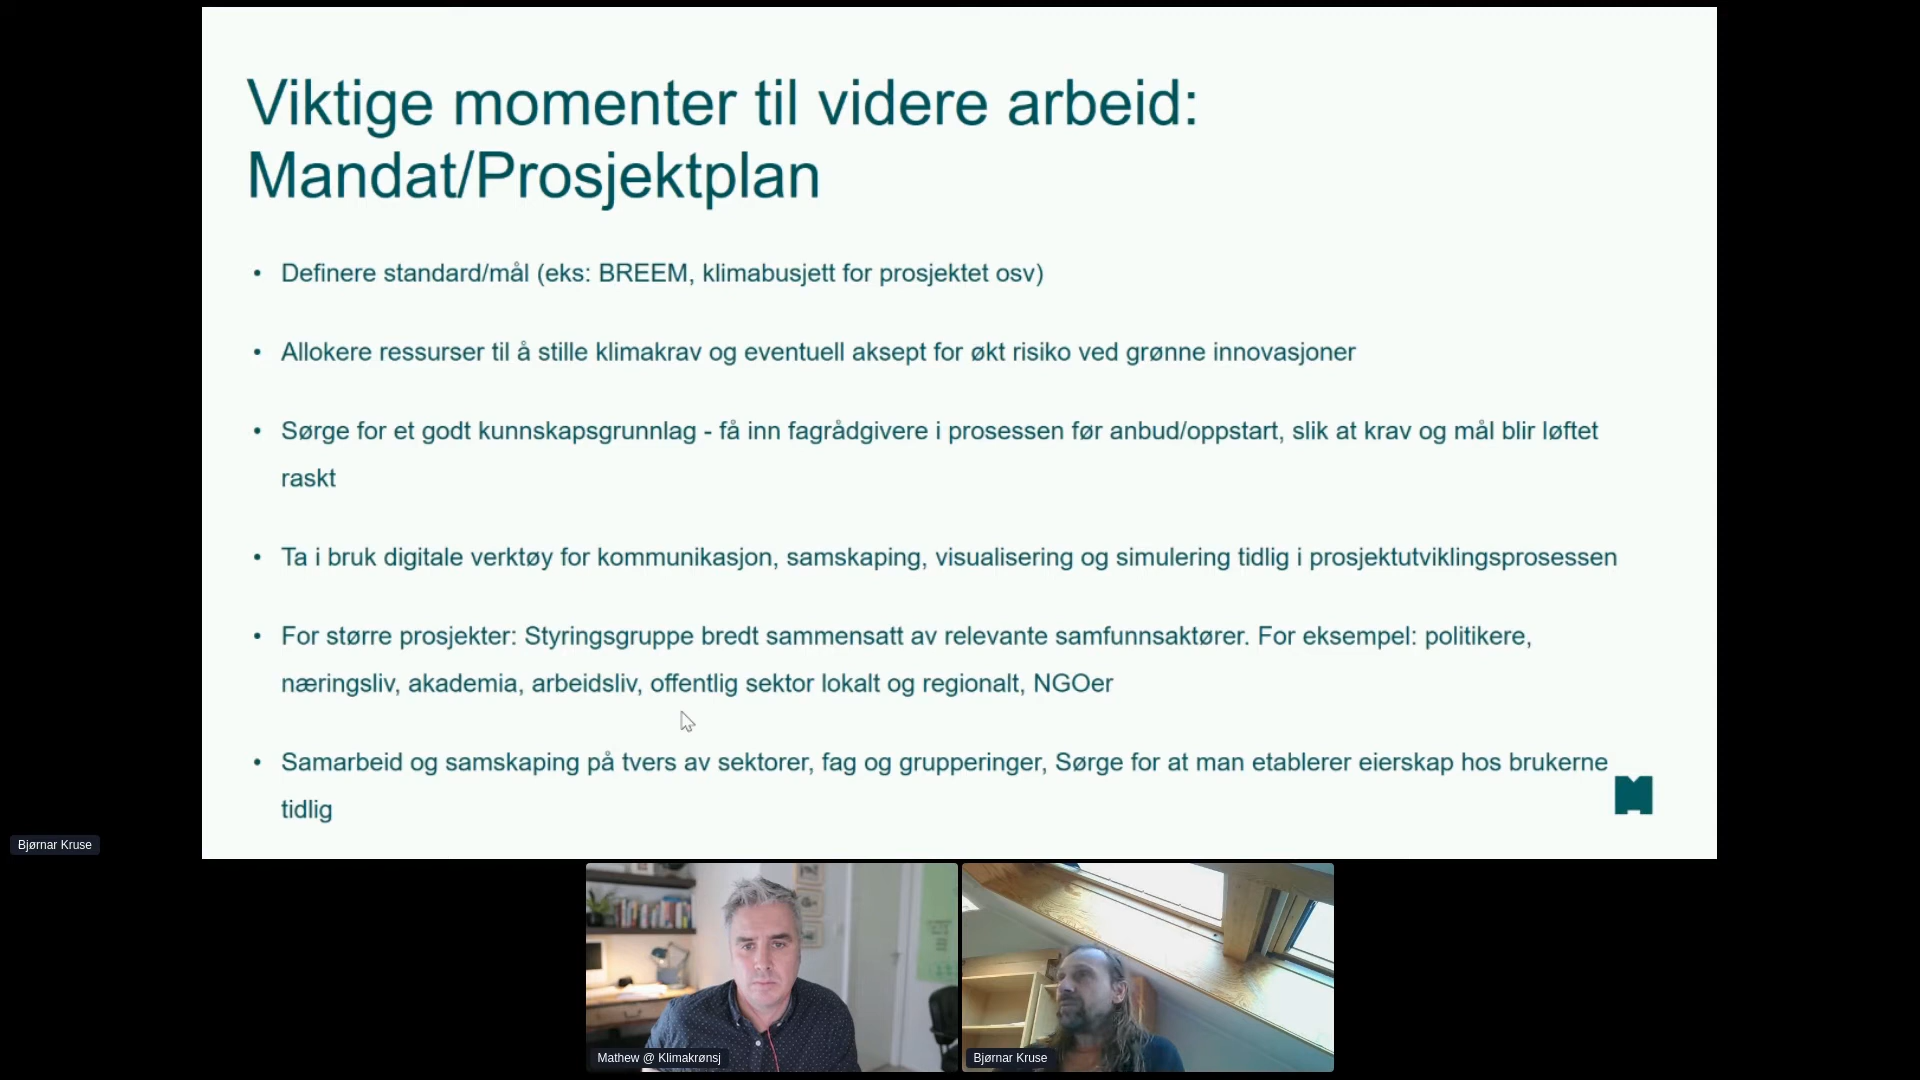 Viktige momenter til videre arbeid:
Mandat/Prosjektplan
• Definere standard/mål (eks: BREEM, klimabusjett for prosjektet osv)
• Allokere ressurser til å stille klimakrav og eventuell aksept for økt risiko ved grønne innovasjoner
• Sørge for et godt kunnskapsgrunnlag - få inn fagrådgivere i prosessen før anbud/oppstart, slik at krav og mål blir løftet
raskt
• Ta i bruk digitale verktøy for kommunikasjon, samskaping, visualisering og simulering tidlig i prosjektutviklingsprosessen
• For større prosjekter: Styringsgruppe bredt sammensatt av relevante samfunnsaktører. For eksempel: politikere,
næringsliv, akademia, arbeidsliv, offentlig sektor lokalt og regionalt, NGOer
• Samarbeid og samskaping på tvers av sektorer, fag og grupperinger, Sørge for at man etablerer eierskap hos brukerne
tidlig
Bjørnar Kruse
Mathew @ Klimakrønsj
Bjørnar Kruse